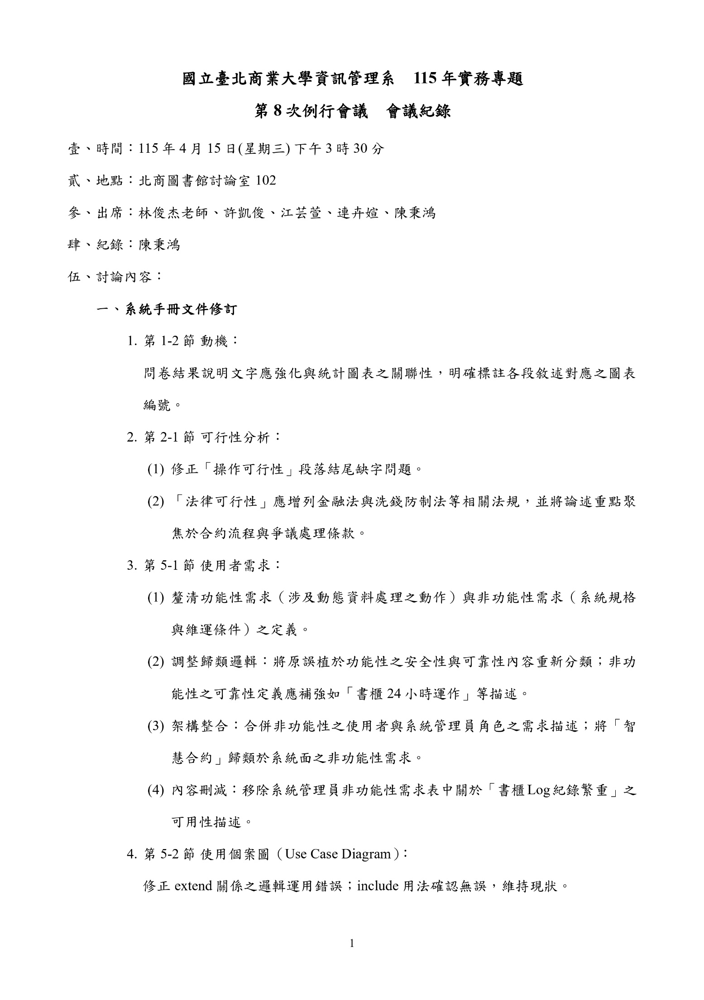 國立臺北商業大學資訊管理系　115 年實務專題
第 8 次例行會議　會議紀錄
壹、時間：115 年 4 月 15 日(星期三) 下午 3 時 30 分
貳、地點：北商圖書館討論室 102
參、出席：林俊杰老師、許凱俊、江芸萱、連卉媗、陳秉鴻
肆、紀錄：陳秉鴻
伍、討論內容：
一、系統手冊文件修訂
1. 第 1-2 節 動機：
問卷結果說明文字應強化與統計圖表之關聯性，明確標註各段敘述對應之圖表
編號。
2. 第 2-1 節 可行性分析：
(1) 修正「操作可行性」段落結尾缺字問題。
(2) 「法律可行性」應增列金融法與洗錢防制法等相關法規，並將論述重點聚
焦於合約流程與爭議處理條款。
3. 第 5-1 節 使用者需求：
(1) 釐清功能性需求（涉及動態資料處理之動作）與非功能性需求（系統規格
與維運條件）之定義。
(2) 調整歸類邏輯：將原誤植於功能性之安全性與可靠性內容重新分類；非功
能性之可靠性定義應補強如「書櫃 24 小時運作」等描述。
(3) 架構整合：合併非功能性之使用者與系統管理員角色之需求描述；將「智
慧合約」歸類於系統面之非功能性需求。
(4) 內容刪減：移除系統管理員非功能性需求表中關於「書櫃 Log 紀錄繁重」之
可用性描述。
4. 第 5-2 節 使用個案圖（Use Case Diagram）：
修正 extend 關係之邏輯運用錯誤；include 用法確認無誤，維持現狀。
1